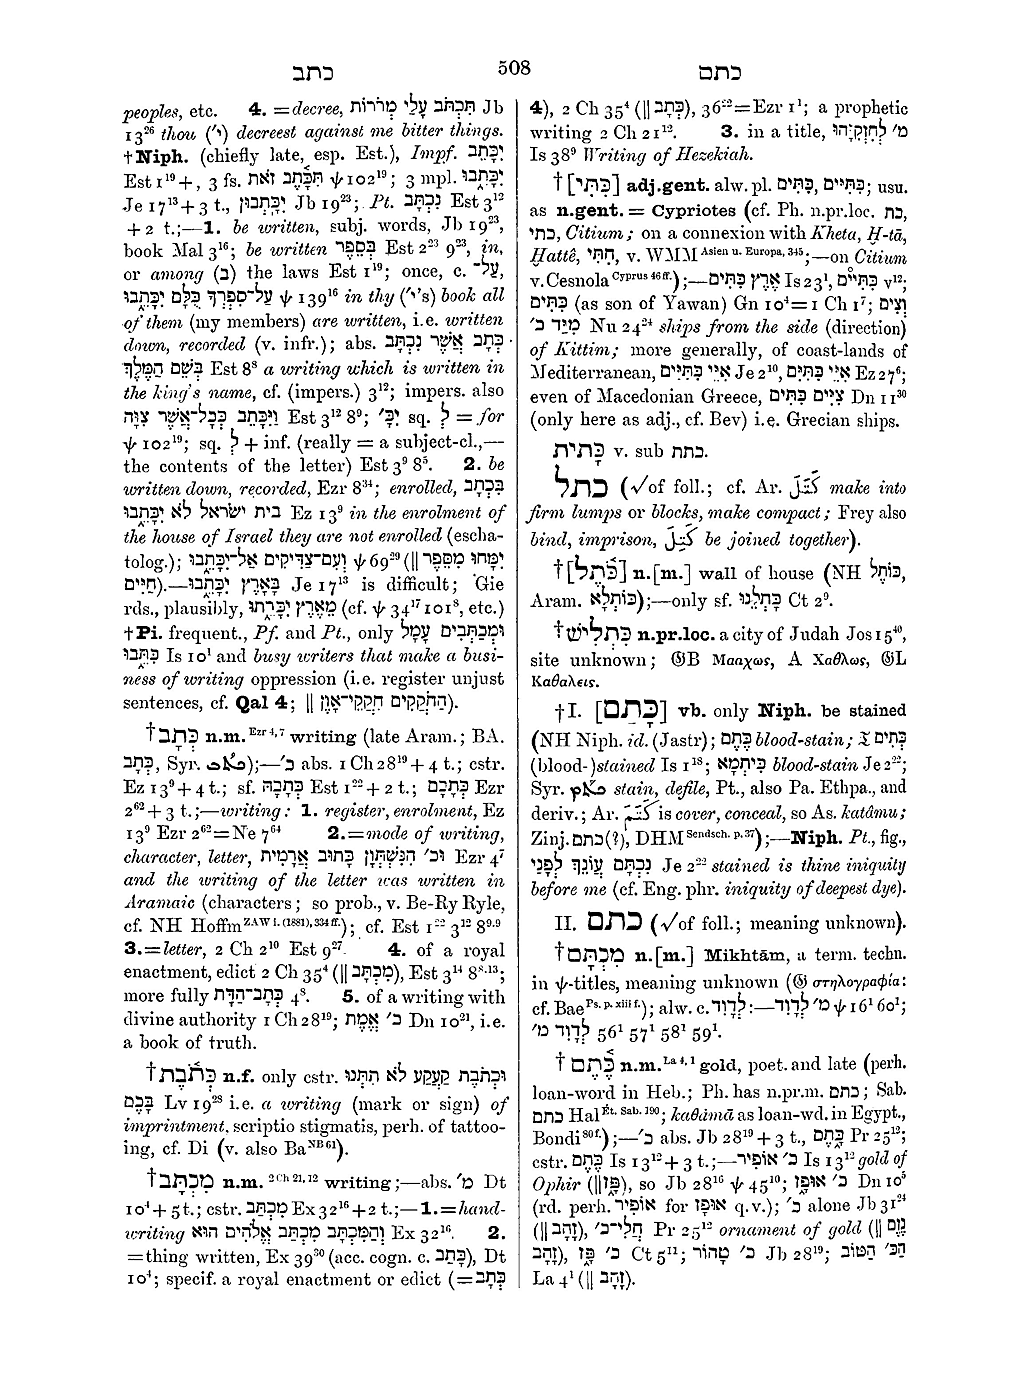 כתב 508 כתם
peoples, etc. 4. = decree, תִּכְתֹּב עָלַי מְרֹרוֹת Jb
13²⁶ thou (׳י) decreest against me bitter things.
†Niph. (chiefly late, esp. Est.), Impf. יִכָּתֵב
Est 1¹⁹ +, 3 fs. תִּכָּתֶב זֹאת ψ 102¹⁹; 3 mpl. יִכָּתֵבוּ
Je 17¹³ + 3 t., יִכָּתְבוּן Jb 19²³; Pt. נִכְתָּב Est 3¹²
+ 2 t.;—1. be written, subj. words, Jb 19²³,
book Mal 3¹⁶; be written בְּסֵפֶר Est 2²³ 9²³, in,
or among (ב) the laws Est 1¹⁹; once, c. עַל־,
עַל־סִפְרְךָ כֻּלָּם יִכָּתֵבוּ ψ 139¹⁶ in thy (׳י's) book all
of them (my members) are written, i.e. written
down, recorded (v. infr.); abs. כְּתָב אֲשֶׁר נִכְתָּב
בְּשֵׁם הַמֶּלֶךְ Est 8⁸ a writing which is written in
the king's name, cf. (impers.) 3¹²; impers. also
וַיִּכָּתֵב כְּכָל־אֲשֶׁר צִוָּה Est 3¹² 8⁹; יִכָּ׳ sq. לְ = for
ψ 102¹⁹; sq. לְ + inf. (really = a subject-cl.,—
the contents of the letter) Est 3⁹ 8⁵. 2. be
written down, recorded, Ezr 8³⁴; enrolled, בִּכְתָב
בית ישראל לא יִכָּתֵבוּ Ez 13⁹ in the enrolment of
the house of Israel they are not enrolled (escha-
tolog.); יִמָּחוּ מִסֵּפֶר ‖) ψ 69²⁹ וְעִם־צַדִּיקִים אַל־יִכָּתֵבוּ
חַיִּים).—בָּאָרֶץ יִכָּתֵבוּ Je 17¹³ is difficult; Gie
rds., plausibly, מֵאֶרֶץ יִכָּרֵתוּ (cf. ψ 34¹⁷ 101⁸, etc.)
†Pi. frequent., Pf. and Pt., only וּמְכַתְּבִים עָמָל
כִּתֵּבוּ Is 10¹ and busy writers that make a busi-
ness of writing oppression (i.e. register unjust
sentences, cf. Qal 4; ‖ הַחֹקְקִים חִקְקֵי־אָוֶן).
†כְּתָב n.m. Ezr 4, 7 writing (late Aram.; BA.
כְּתָב, Syr. ܟܬܒ);—׳כ abs. 1 Ch 28¹⁹ + 4 t.; cstr.
Ez 13⁹ + 4 t.; sf. כְּתָבָהּ Est 1²² + 2 t.; כְּתָבָם Ezr
2⁶² + 3 t.;—writing: 1. register, enrolment, Ez
13⁹ Ezr 2⁶² = Ne 7⁶⁴ 2. = mode of writing,
character, letter, וכ׳ הַנִּשְׁתְּוָן כָּתוּב אֲרָמִית Ezr 4⁷
and the writing of the letter was written in
Aramaic (characters; so prob., v. Be-Ry Ryle,
cf. NH Hoffm ZAW i. (1881), 334 ff.); cf. Est 1²² 3¹² 8⁹·⁹
3. = letter, 2 Ch 2¹⁰ Est 9²⁷. 4. of a royal
enactment, edict 2 Ch 35⁴ (‖ מִכְתָּב), Est 3¹⁴ 8⁸·¹³;
more fully כְּתָב־הַדָּת 4⁸. 5. of a writing with
divine authority 1 Ch 28¹⁹; כ׳ אֱמֶת Dn 10²¹, i.e.
a book of truth.
†כְּתֹבֶת n.f. only cstr. וּכְתֹבֶת קַעֲקַע לֹא תִתְּנוּ
בָּכֶם Lv 19²⁸ i.e. a writing (mark or sign) of
imprintment, scriptio stigmatis, perh. of tattoo-
ing, cf. Di (v. also Ba NB 61).
†מִכְתָּב n.m. 2 Ch 21, 12 writing;—abs. מ׳ Dt
10⁴ + 5 t.; cstr. מִכְתַּב Ex 32¹⁶ + 2 t.;—1. = hand-
writing וְהַמִּכְתָּב מִכְתַּב אֱלֹהִים הוּא Ex 32¹⁶. 2.
= thing written, Ex 39³⁰ (acc. cogn. c. כָּתַב), Dt
10⁴; specif. a royal enactment or edict (= כְּתָב
4), 2 Ch 35⁴ (‖ כְּתָב), 36²² = Ezr 1¹; a prophetic
writing 2 Ch 21¹². 3. in a title, מ׳ לְחִזְקִיָּהוּ
Is 38⁹ Writing of Hezekiah.
†[כִּתִּי] adj.gent. alw. pl. כִּתִּיִּים, כִּתִּים; usu.
as n.gent. = Cypriotes (cf. Ph. n.pr.loc. כת,
כתי, Citium; on a connexion with Kheta, Ḫ-tā,
Ḫattê, חִתִּי, v. WMM Asien u. Europa, 345;—on Citium
v. Cesnola Cyprus 46 ff.);—אֶרֶץ כִּתִּים Is 23¹, כִּתִּיִּים v¹²;
כִּתִּים (as son of Yawan) Gn 10⁴ = 1 Ch 1⁷; וְצִים
מִיַּד כ׳ Nu 24²⁴ ships from the side (direction)
of Kittim; more generally, of coast-lands of
Mediterranean, אִיֵּי כִתִּיִּים Je 2¹⁰, אִיֵּי כִּתִּיִּם Ez 27⁶;
even of Macedonian Greece, צִיִּים כִּתִּים Dn 11³⁰
(only here as adj., cf. Bev) i.e. Grecian ships.
כָּתִית v. sub כתת.
כתל (√ of foll.; cf. Ar. كَتَّلَ make into
firm lumps or blocks, make compact; Frey also
bind, imprison, كَتِلَ be joined together).
†[כֹּתֶל] n.[m.] wall of house (NH כּוֹתֶל,
Aram. כּוֹתְלָא);—only sf. כָּתְלֵנוּ Ct 2⁹.
†כִּתְלִישׁ n.pr.loc. a city of Judah Jos 15⁴⁰,
site unknown; 𝔊B Μααχως, A Χαθλως, 𝔊L
Καθαλεις.
†I. [כָּתַם] vb. only Niph. be stained
(NH Niph. id. (Jastr); כֶּתֶם blood-stain; 𝔗 כְּתִים
(blood-)stained Is 1¹⁸; כִּיתְמָא blood-stain Je 2²²;
Syr. ܟܬܡ stain, defile, Pt., also Pa. Ethpa., and
deriv.; Ar. كَتَمَ is cover, conceal, so As. katâmu;
Zinj. כתם(?), DHM Sendsch. p. 37);—Niph. Pt., fig.,
נִכְתָּם עֲוֹנֵךְ לְפָנַי Je 2²² stained is thine iniquity
before me (cf. Eng. phr. iniquity of deepest dye).
II. כתם (√ of foll.; meaning unknown).
†מִכְתָּם n.[m.] Mikhtām, a term. techn.
in ψ-titles, meaning unknown (𝔊 στηλογραφία:
cf. Bae Ps. p. xiii f.); alw. c. לְדָוִד:—מ׳ לְדָוִד ψ 16¹ 60¹;
לְדָוִד מ׳ 56¹ 57¹ 58¹ 59¹.
†כֶּתֶם n.m. La 4, 1 gold, poet. and late (perh.
loan-word in Heb.; Ph. has n.pr.m. כתם; Sab.
כתם Hal Ét. Sab. 190; kaθāmā as loan-wd. in Egypt.,
Bondi 80 f.);—׳כ abs. Jb 28¹⁹ + 3 t., כָּתֶם Pr 25¹²;
cstr. כֶּתֶם Is 13¹² + 3 t.;—כ׳ אוֹפִיר Is 13¹² gold of
Ophir (‖ פָּז), so Jb 28¹⁶ ψ 45¹⁰; כ׳ אוּפָז Dn 10⁵
(rd. perh. אוֹפִיר for אוּפָז q.v.); כ׳ alone Jb 31²⁴
(‖ זָהָב), חֲלִי־כ׳ Pr 25¹² ornament of gold (‖ נֶזֶם
זָהָב), כ׳ פָּז Ct 5¹¹; כ׳ טָהוֹר Jb 28¹⁹; הַכּ׳ הַטּוֹב
La 4¹ (‖ זָהָב).